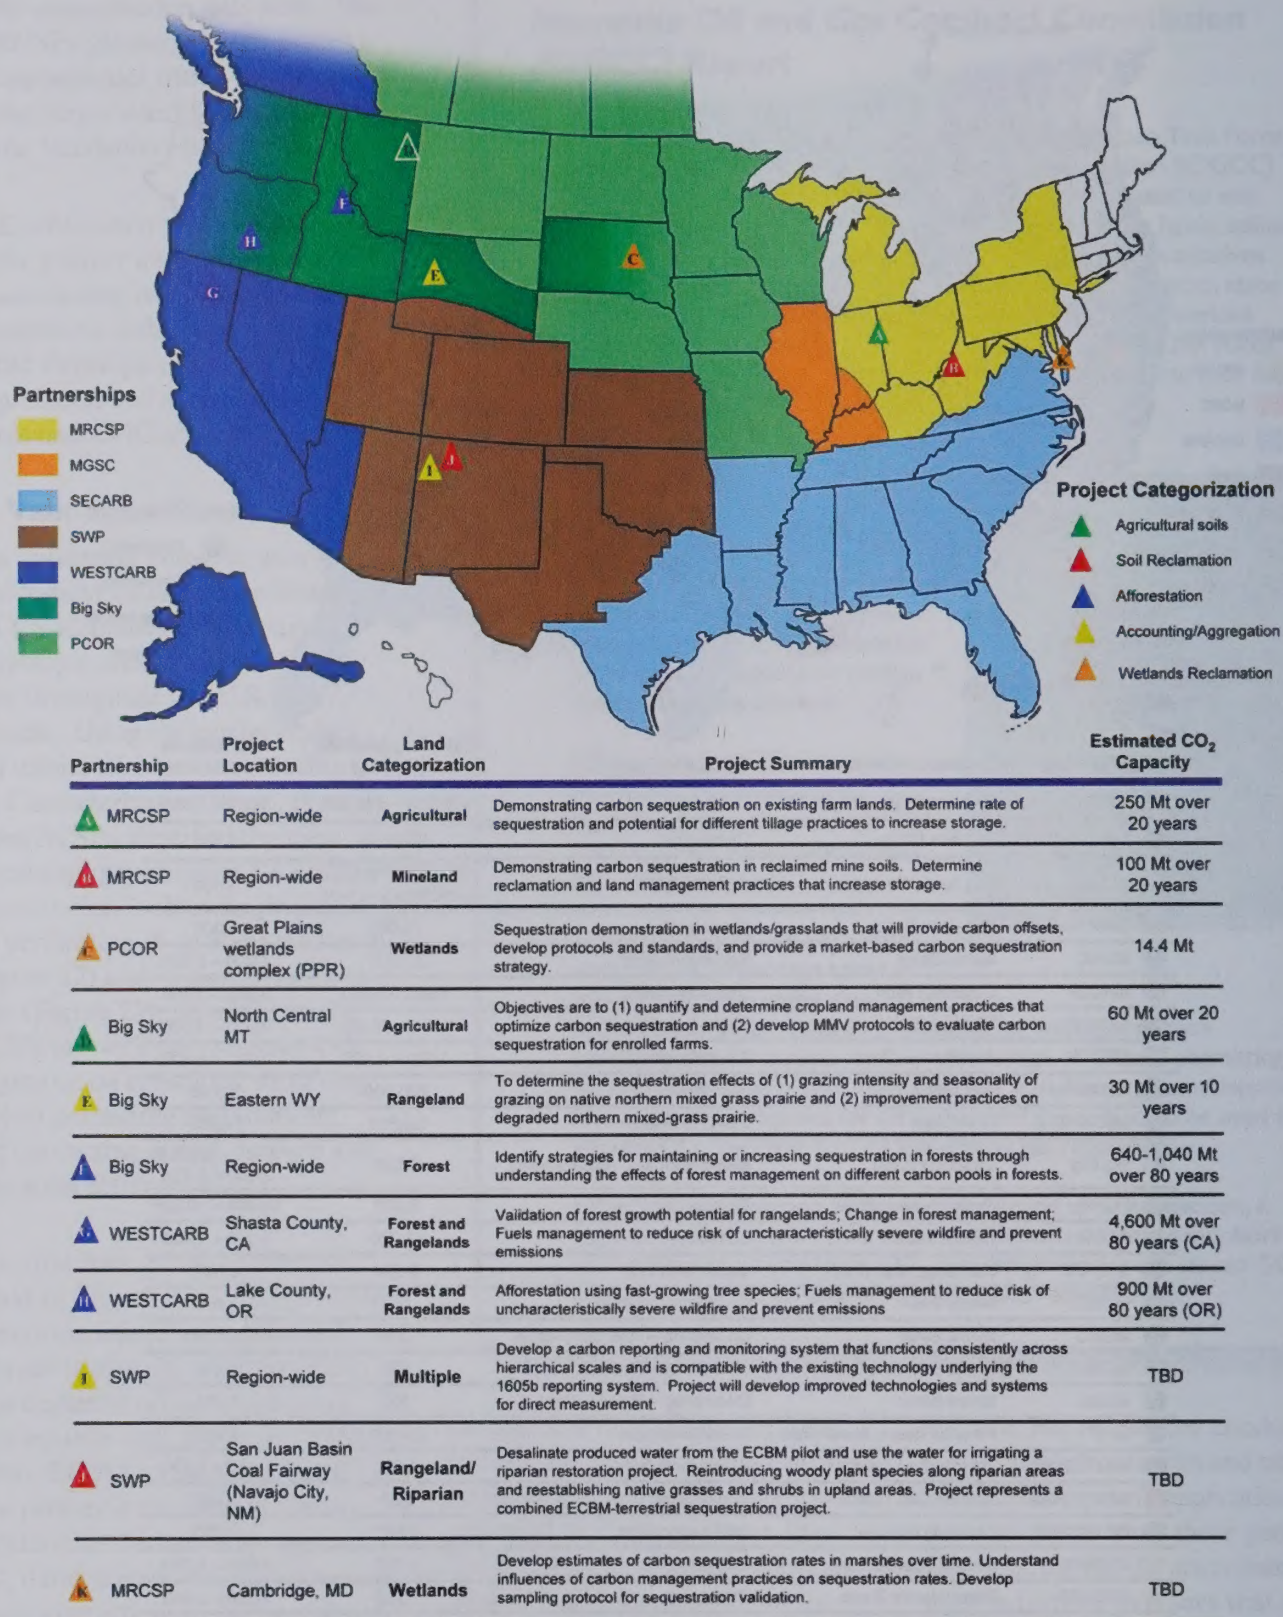 D
F
H
E
C
G
A
B
K
I
J
Partnerships
MRCSP
MGSC
SECARB
SWP
WESTCARB
Big Sky
PCOR
Project Categorization
Agricultural soils
Soil Reclamation
Afforestation
Accounting/Aggregation
Wetlands Reclamation
Partnership
Project
Location
Land
Categorization
Project Summary
Estimated CO2
Capacity
A MRCSP
Region-wide
Agricultural
Demonstrating carbon sequestration on existing farm lands. Determine rate of
sequestration and potential for different tillage practices to increase storage.
250 Mt over
20 years
B MRCSP
Region-wide
Mineland
Demonstrating carbon sequestration in reclaimed mine soils. Determine
reclamation and land management practices that increase storage.
100 Mt over
20 years
C PCOR
Great Plains
wetlands
complex (PPR)
Wetlands
Sequestration demonstration in wetlands/grasslands that will provide carbon offsets,
develop protocols and standards, and provide a market-based carbon sequestration
strategy.
14.4 Mt
D Big Sky
North Central
MT
Agricultural
Objectives are to (1) quantify and determine cropland management practices that
optimize carbon sequestration and (2) develop MMV protocols to evaluate carbon
sequestration for enrolled farms.
60 Mt over 20
years
E Big Sky
Eastern WY
Rangeland
To determine the sequestration effects of (1) grazing intensity and seasonality of
grazing on native northern mixed grass prairie and (2) improvement practices on
degraded northern mixed-grass prairie.
30 Mt over 10
years
F Big Sky
Region-wide
Forest
Identify strategies for maintaining or increasing sequestration in forests through
understanding the effects of forest management on different carbon pools in forests.
640-1,040 Mt
over 80 years
G WESTCARB
Shasta County,
CA
Forest and
Rangelands
Validation of forest growth potential for rangelands; Change in forest management;
Fuels management to reduce risk of uncharacteristically severe wildfire and prevent
emissions
4,600 Mt over
80 years (CA)
H WESTCARB
Lake County,
OR
Forest and
Rangelands
Afforestation using fast-growing tree species; Fuels management to reduce risk of
uncharacteristically severe wildfire and prevent emissions
900 Mt over
80 years (OR)
I SWP
Region-wide
Multiple
Develop a carbon reporting and monitoring system that functions consistently across
hierarchical scales and is compatible with the existing technology underlying the
1605b reporting system. Project will develop improved technologies and systems
for direct measurement.
TBD
J SWP
San Juan Basin
Coal Fairway
(Navajo City,
NM)
Rangeland/
Riparian
Desalinate produced water from the ECBM pilot and use the water for irrigating a
riparian restoration project. Reintroducing woody plant species along riparian areas
and reestablishing native grasses and shrubs in upland areas. Project represents a
combined ECBM-terrestrial sequestration project.
TBD
K MRCSP
Cambridge, MD
Wetlands
Develop estimates of carbon sequestration rates in marshes over time. Understand
influences of carbon management practices on sequestration rates. Develop
sampling protocol for sequestration validation.
TBD